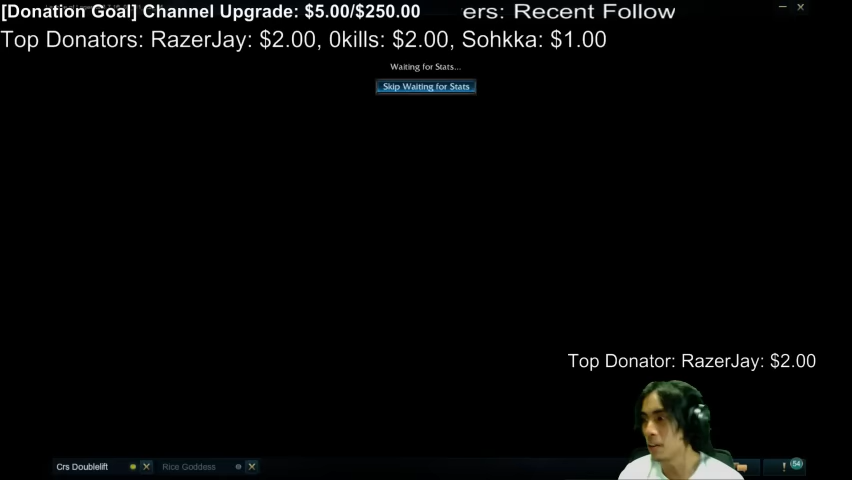 [Donation Goal] Channel Upgrade: $5.00/$250.00 ers: Recent Follow
Top Donators: RazerJay: $2.00, 0kills: $2.00, Sohkka: $1.00
Waiting for Stats...
Skip Waiting for Stats
Top Donator: RazerJay: $2.00
Crs Doublelift
Rice Goddess
54